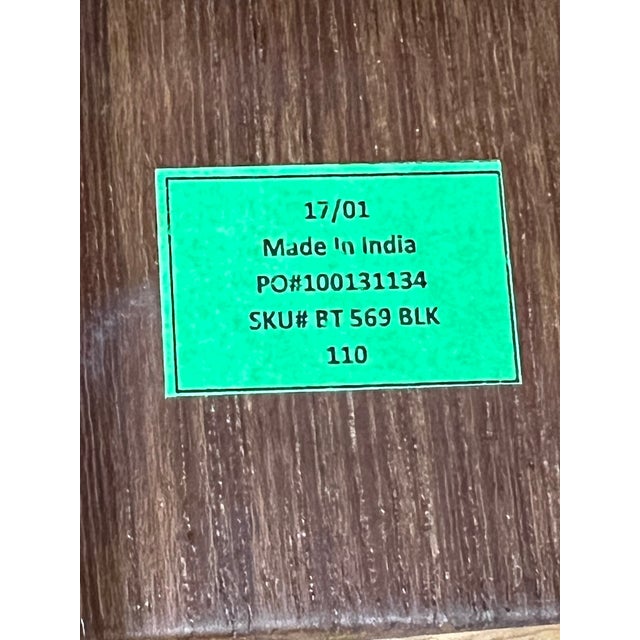 17/01
Made In India
PO#100131134
SKU# BT 569 BLK
110